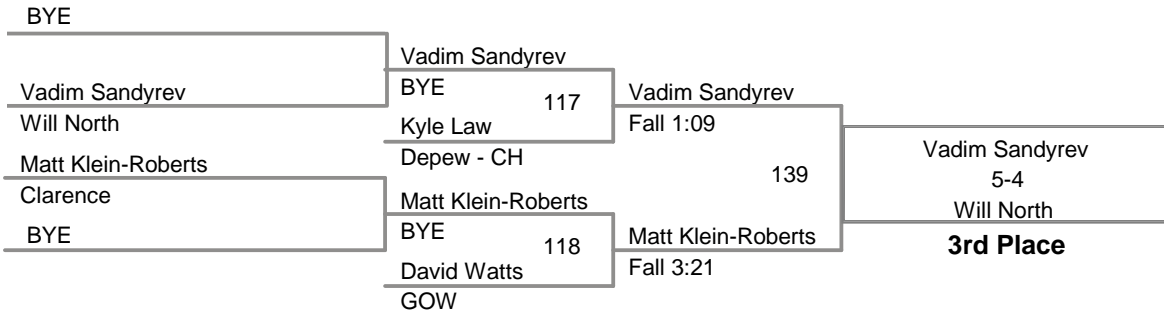 BYE
Vadim Sandyrev
Will North
Matt Klein-Roberts
Clarence
BYE
Vadim Sandyrev
BYE
117
Kyle Law
Depew - CH
Matt Klein-Roberts
BYE
118
David Watts
GOW
Vadim Sandyrev
Fall 1:09
139
Matt Klein-Roberts
Fall 3:21
Vadim Sandyrev
5-4
Will North
3rd Place